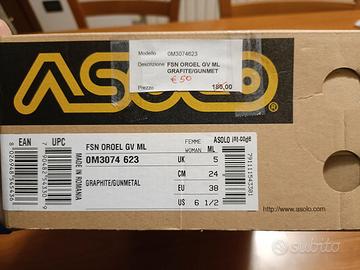 Modello 0M3074623
Descrizione FSN OROEL GV ML
GRAFITE/GUNMET
€ 50
Prezzo 186,00
ASOLO
®
EAN
UPC
MADE IN ROMANIA
FSN OROEL GV ML
0M3074 623
GRAPHITE/GUNMETAL
FEMME
WOMAN ML
UK 5
CM 24
EU 38
US 6 1/2
ASOLO
http://www.asolo.com
subito